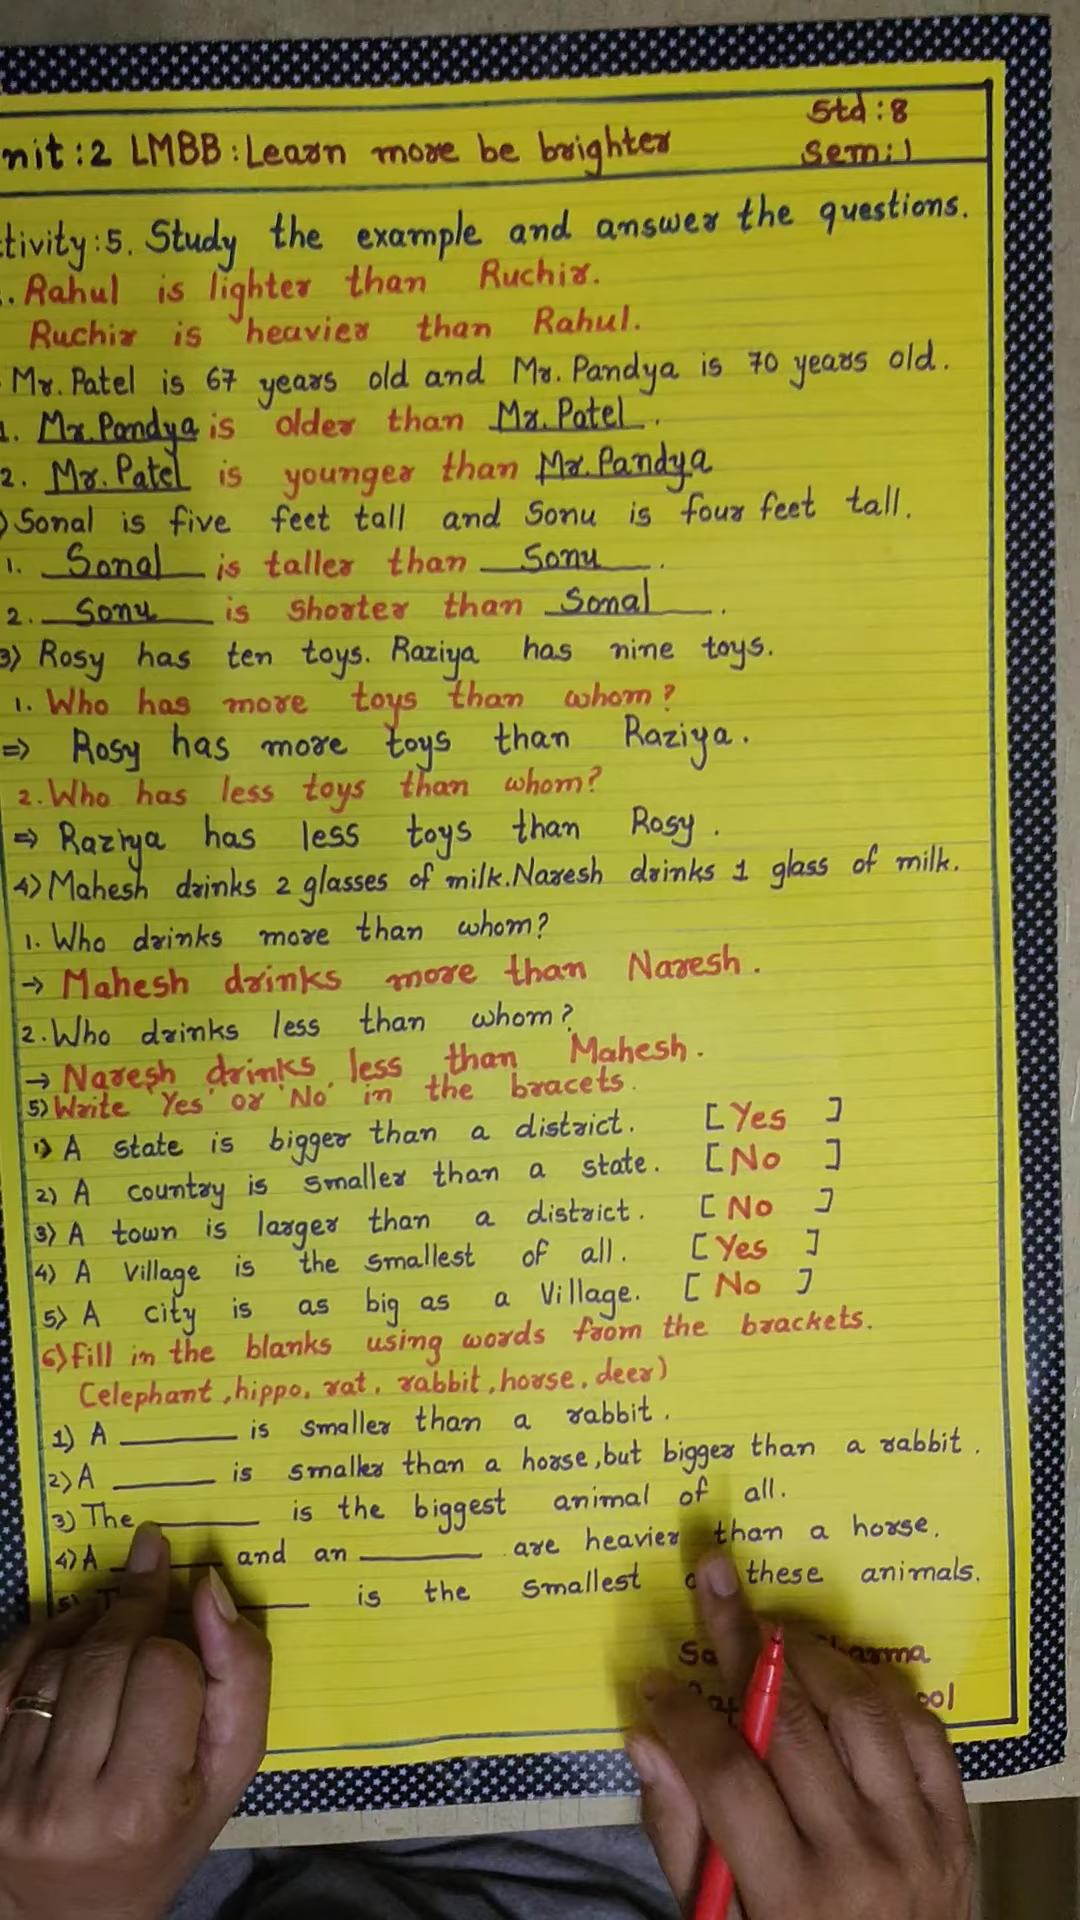 nit:2 LMBB:Learn more be brighter
Std:8
Sem:1
tivity:5. Study the example and answer the questions.
. Rahul is lighter than Ruchir.
Ruchir is heavier than Rahul.
Mr. Patel is 67 years old and Mr. Pandya is 70 years old.
1. Mr.Pandya is older than Mr.Patel.
2. Mr. Patel is younger than Mr. Pandya
)Sonal is five feet tall and Sonu is four feet tall.
1. Sonal is taller than Sonu.
2. Sonu is shorter than Sonal.
3) Rosy has ten toys. Raziya has nine toys.
1. Who has more toys than whom?
=> Rosy has more toys than Raziya.
2. Who has less toys than whom?
=> Raziya has less toys than Rosy.
4) Mahesh drinks 2 glasses of milk. Naresh drinks 1 glass of milk.
1. Who drinks more than whom?
→ Mahesh drinks more than Naresh.
2. Who drinks less than whom?
→ Naresh drinks less than Mahesh.
5) Write 'Yes' or 'No' in the bracets.
1) A state is bigger than a district. [Yes ]
2) A country is smaller than a state. [No ]
3) A town is larger than a district. [ No ]
4) A Village is the smallest of all. [Yes ]
5) A city is as big as a Village. [ No ]
6) Fill in the blanks using words from the brackets.
(elephant, hippo, rat, rabbit, horse, deer)
1) A ______ is smaller than a rabbit.
2) A ______ is smaller than a horse, but bigger than a rabbit.
3) The ______ is the biggest animal of all.
4) A ______ and an ______ are heavier than a horse.
5) ______ is the smallest these animals.